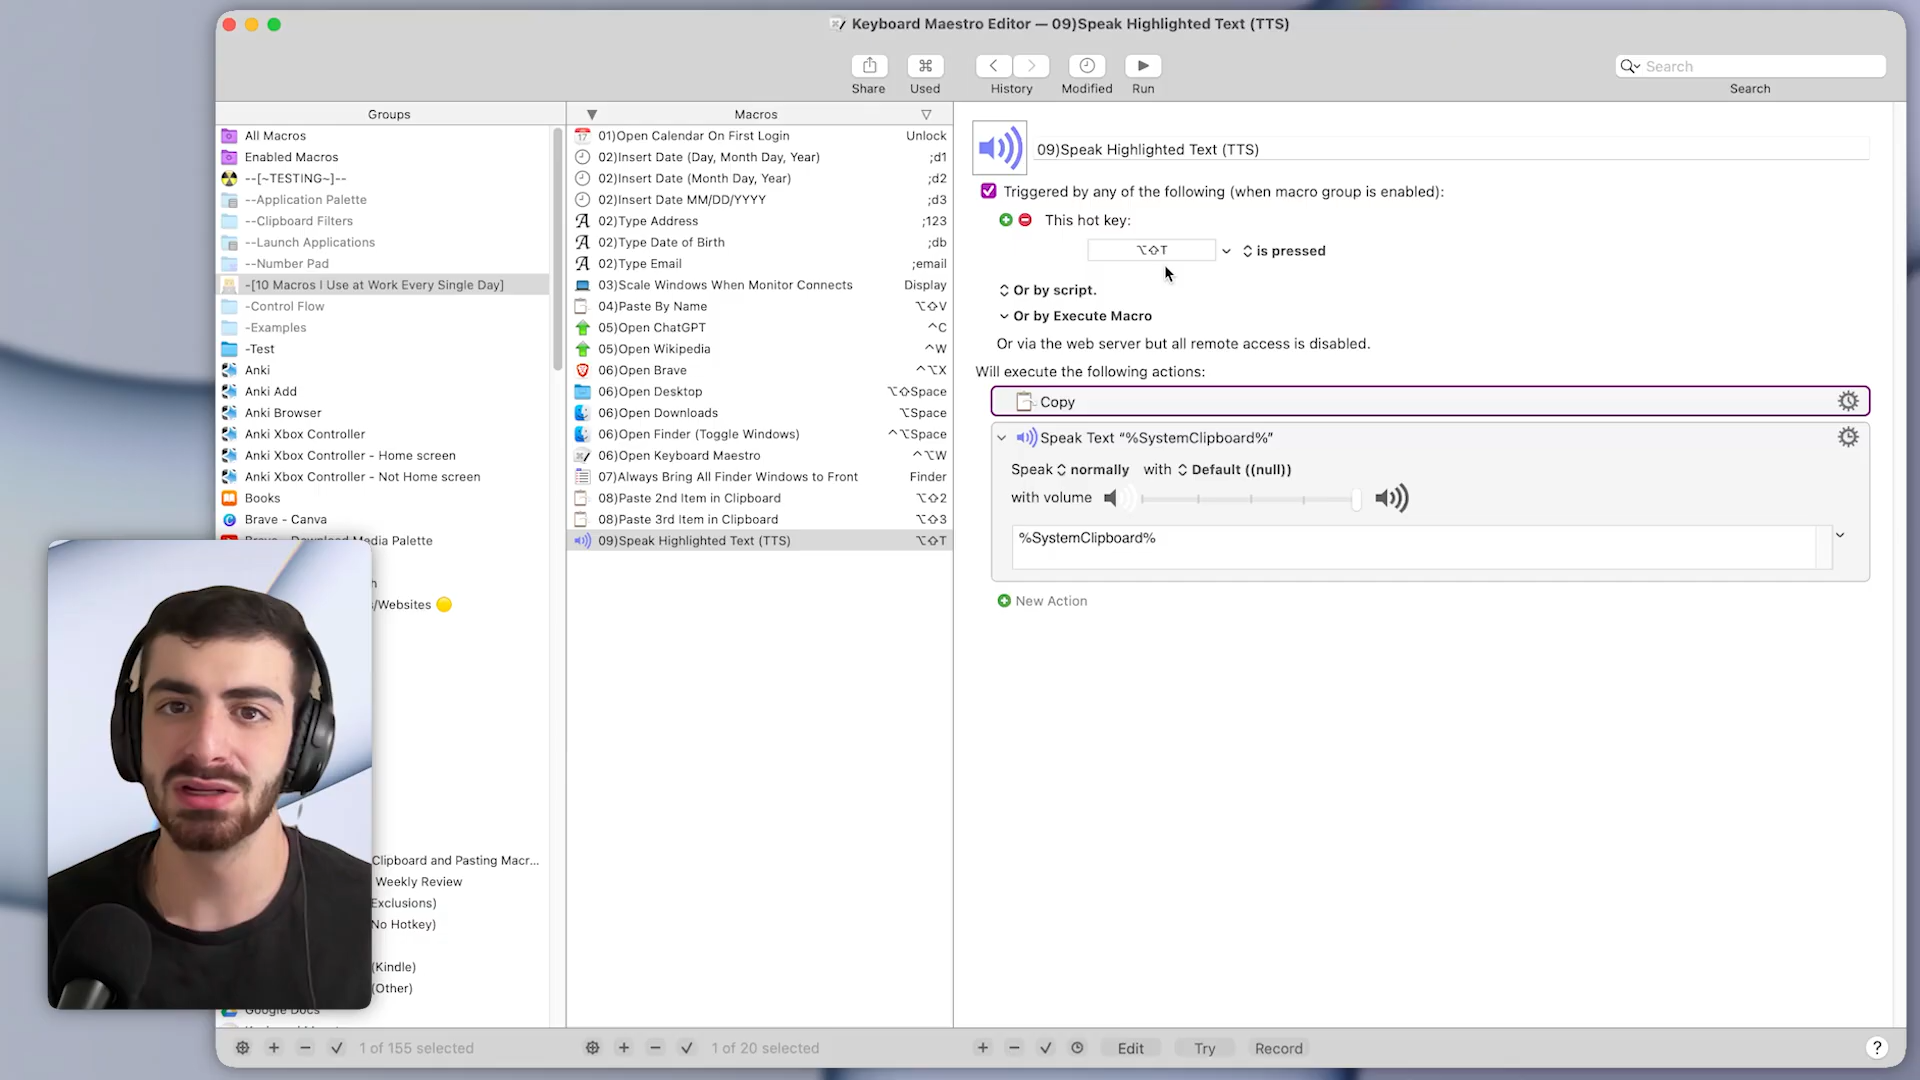 Keyboard Maestro Editor — 09)Speak Highlighted Text (TTS)
Share
Used
History
Modified
Run
Search
Search
Groups
All Macros
Enabled Macros
--[~TESTING~]--
--Application Palette
--Clipboard Filters
--Launch Applications
--Number Pad
-[10 Macros I Use at Work Every Single Day]
-Control Flow
-Examples
-Test
Anki
Anki Add
Anki Browser
Anki Xbox Controller
Anki Xbox Controller - Home screen
Anki Xbox Controller - Not Home screen
Books
Brave - Canva
Brave - Download Media Palette
/Websites
Clipboard and Pasting Macr...
Weekly Review
Exclusions)
No Hotkey)
(Kindle)
(Other)
Google Docs
1 of 155 selected
Macros
01)Open Calendar On First Login Unlock
02)Insert Date (Day, Month Day, Year) ;d1
02)Insert Date (Month Day, Year) ;d2
02)Insert Date MM/DD/YYYY ;d3
02)Type Address ;123
02)Type Date of Birth ;db
02)Type Email ;email
03)Scale Windows When Monitor Connects Display
04)Paste By Name ⌥⇧V
05)Open ChatGPT ^C
05)Open Wikipedia ^W
06)Open Brave ^⌥X
06)Open Desktop ⌥⇧Space
06)Open Downloads ⌥Space
06)Open Finder (Toggle Windows) ^⌥Space
06)Open Keyboard Maestro ^⌥W
07)Always Bring All Finder Windows to Front Finder
08)Paste 2nd Item in Clipboard ⌥⇧2
08)Paste 3rd Item in Clipboard ⌥⇧3
09)Speak Highlighted Text (TTS) ⌥⇧T
1 of 20 selected
09)Speak Highlighted Text (TTS)
Triggered by any of the following (when macro group is enabled):
This hot key:
⌥⇧T is pressed
Or by script.
Or by Execute Macro
Or via the web server but all remote access is disabled.
Will execute the following actions:
Copy
Speak Text “%SystemClipboard%”
Speak normally with Default ((null))
with volume
%SystemClipboard%
New Action
Edit
Try
Record
?